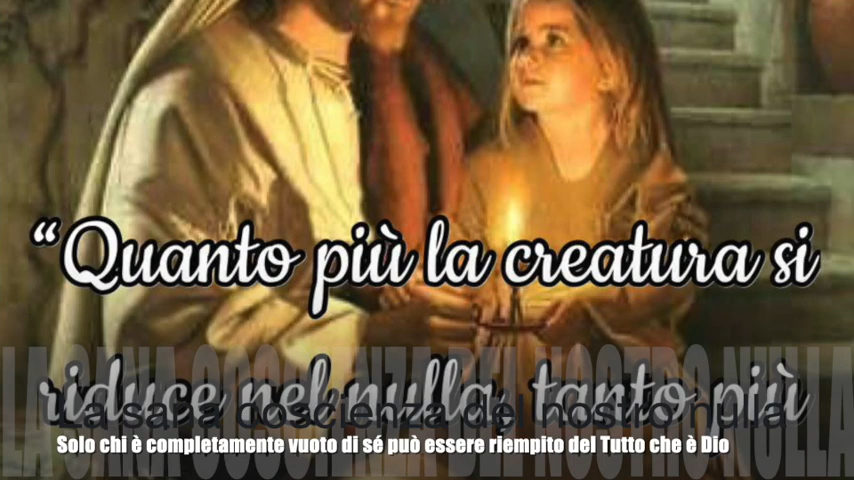 “Quanto più la creatura si
riduce nel nulla, tanto più
LA SANA COSCIENZA DEL NOSTRO NULLA
La sana coscienza del nostro nulla
Solo chi è completamente vuoto di sé può essere riempito del Tutto che è Dio